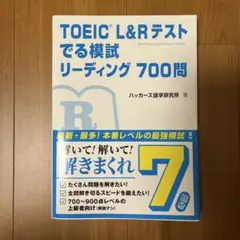 TOEIC® L&Rテスト
でる模試
リーディング 700問
ハッカーズ語学研究所 著
最新・最多！本番レベルの最強模試
解いて！解いて！
解きまくれ
7
☑たくさん問題を解きたい！
☑全問解き切るスピードを鍛えたい！
☑700〜900点レベルの
上級者向け（解説ナシ）